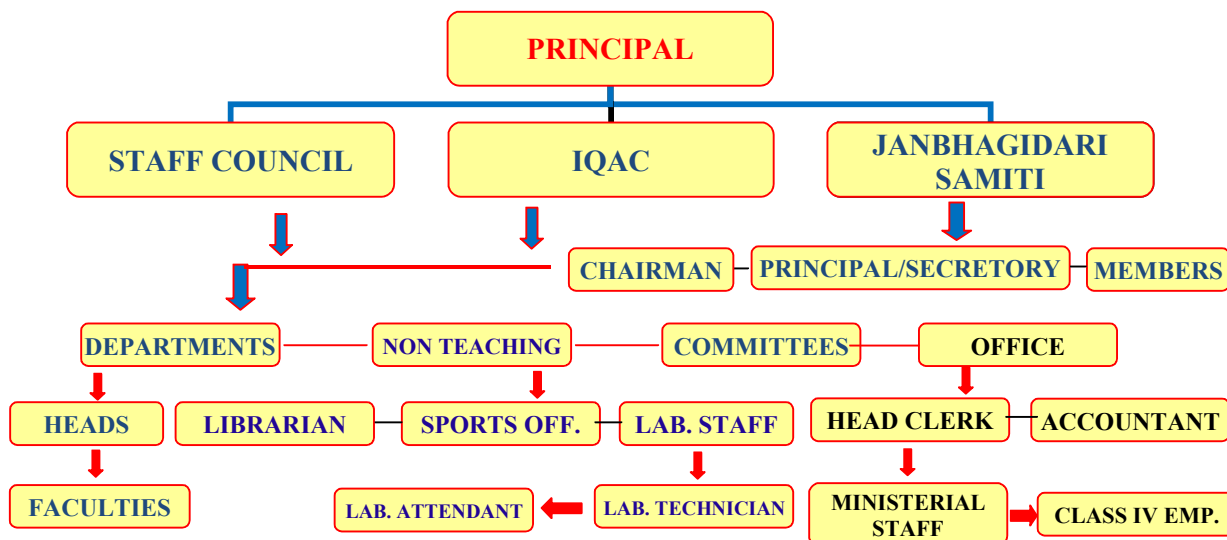 PRINCIPAL
STAFF COUNCIL
IQAC
JANBHAGIDARI
SAMITI
CHAIRMAN
PRINCIPAL/SECRETORY
MEMBERS
DEPARTMENTS
NON TEACHING
COMMITTEES
OFFICE
HEADS
LIBRARIAN
SPORTS OFF.
LAB. STAFF
HEAD CLERK
ACCOUNTANT
FACULTIES
LAB. ATTENDANT
LAB. TECHNICIAN
MINISTERIAL
STAFF
CLASS IV EMP.